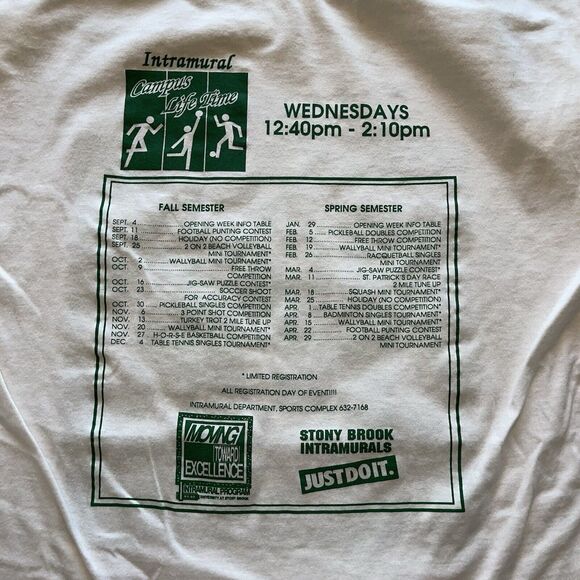 Intramural
Campus
Life Time
WEDNESDAYS
12:40pm - 2:10pm
FALL SEMESTER
SEPT. 4 OPENING WEEK INFO TABLE
SEPT. 11 FOOTBALL PUNTING CONTEST
SEPT. 18 HOLIDAY (NO COMPETITION)
SEPT. 25 2 ON 2 BEACH VOLLEYBALL
MINI TOURNAMENT*
OCT. 2 WALLYBALL MINI TOURNAMENT*
OCT. 9 FREE THROW
COMPETITION
OCT. 16 JIG-SAW PUZZLE CONTEST
OCT. 23 SOCCER SHOOT
FOR ACCURACY CONTEST
OCT. 30 PICKLEBALL SINGLES COMPETITION*
NOV. 6 3 POINT SHOT COMPETITION
NOV. 13 TURKEY TROT 2 MILE TUNE UP
NOV. 20 WALLYBALL MINI TOURNAMENT*
NOV. 27 H-O-R-S-E BASKETBALL COMPETITION
DEC. 4 TABLE TENNIS SINGLES TOURNAMENT*
SPRING SEMESTER
JAN. 29 OPENING WEEK INFO TABLE
FEB. 5 PICKLEBALL DOUBLES COMPETITION*
FEB. 12 FREE THROW COMPETITION
FEB. 19 WALLYBALL MINI TOURNAMENT*
FEB. 26 RACQUETBALL SINGLES
MINI TOURNAMENT*
MAR. 4 JIG-SAW PUZZLE CONTEST*
MAR. 11 ST. PATRICK'S DAY RACE
2 MILE TUNE UP
MAR. 18 SQUASH MINI TOURNAMENT*
MAR. 25 HOLIDAY (NO COMPETITION)
APR. 1 TABLE TENNIS DOUBLES COMPETITION*
APR. 8 BADMINTON SINGLES TOURNAMENT*
APR. 15 WALLYBALL MINI TOURNAMENT*
APR. 22 FOOTBALL PUNTING CONTEST
APR. 29 2 ON 2 BEACH VOLLEYBALL
MINI TOURNAMENT*
* LIMITED REGISTRATION
ALL REGISTRATION DAY OF EVENT!!!!
INTRAMURAL DEPARTMENT, SPORTS COMPLEX 632-7168
MOVING
TOWARD
EXCELLENCE
INTRAMURAL PROGRAM
UNIVERSITY AT STONY BROOK
STONY BROOK
INTRAMURALS
JUST DO IT.